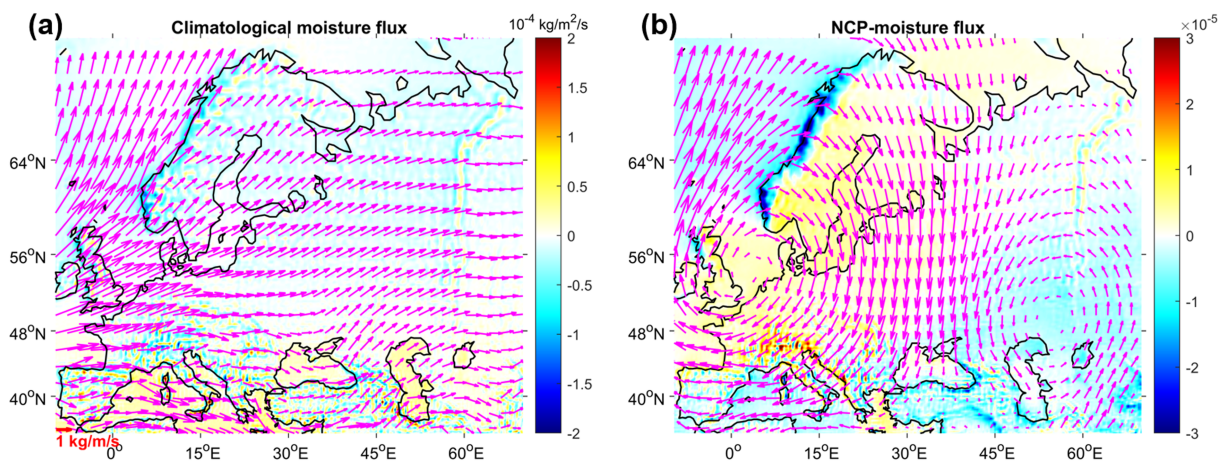 (a)
Climatological moisture flux
10⁻⁴ kg/m²/s
2
1.5
1
0.5
0
-0.5
-1
-1.5
-2
64°N
56°N
48°N
40°N
1 kg/m/s
0°
15°E
30°E
45°E
60°E
(b)
NCP-moisture flux
×10⁻⁵
3
2
1
0
-1
-2
-3
64°N
56°N
48°N
40°N
0°
15°E
30°E
45°E
60°E